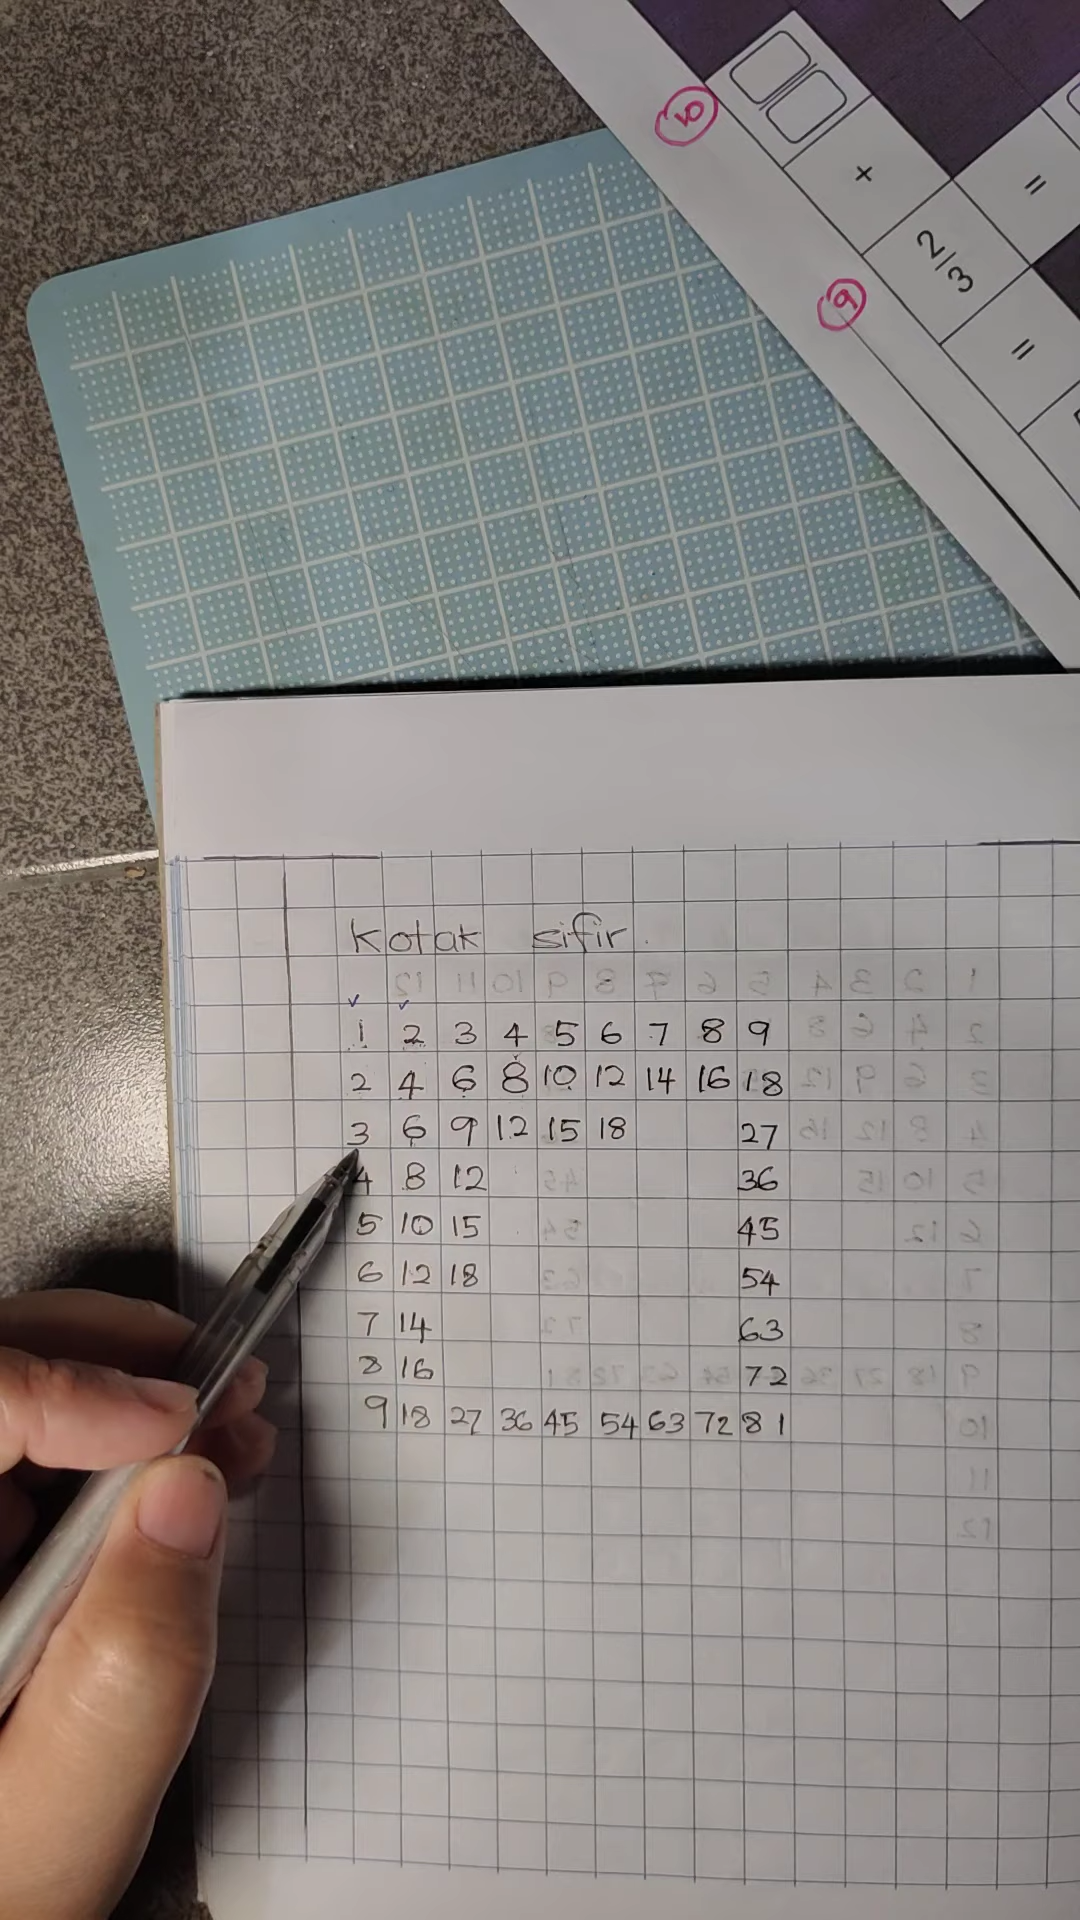 10
+
=
2/3
9
=
Kotak sifir.
1 2 3 4 5 6 7 8 9
2 4 6 8 10 12 14 16 18
3 6 9 12 15 18 27
4 8 12 36
5 10 15 45
6 12 18 54
7 14 63
8 16 72
9 18 27 36 45 54 63 72 81